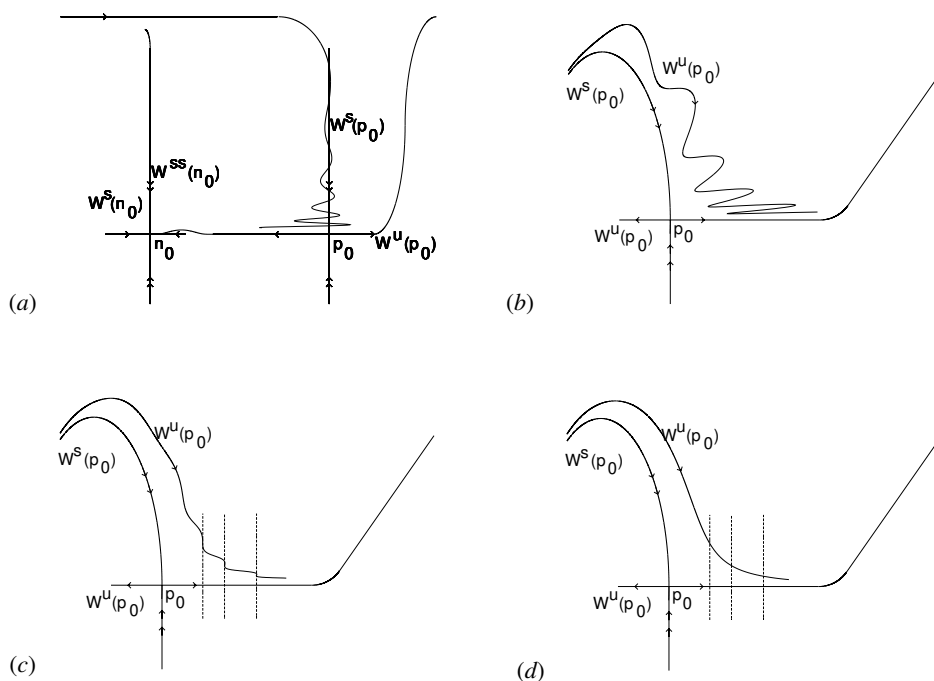 W^s(p_0)
W^ss(n_0)
W^s(n_0)
n_0
p_0
W^u(p_0)
(a)
W^u(p_0)
W^s(p_0)
W^u(p_0)
p_0
(b)
W^u(p_0)
W^s(p_0)
W^u(p_0)
p_0
(c)
W^u(p_0)
W^s(p_0)
W^u(p_0)
p_0
(d)